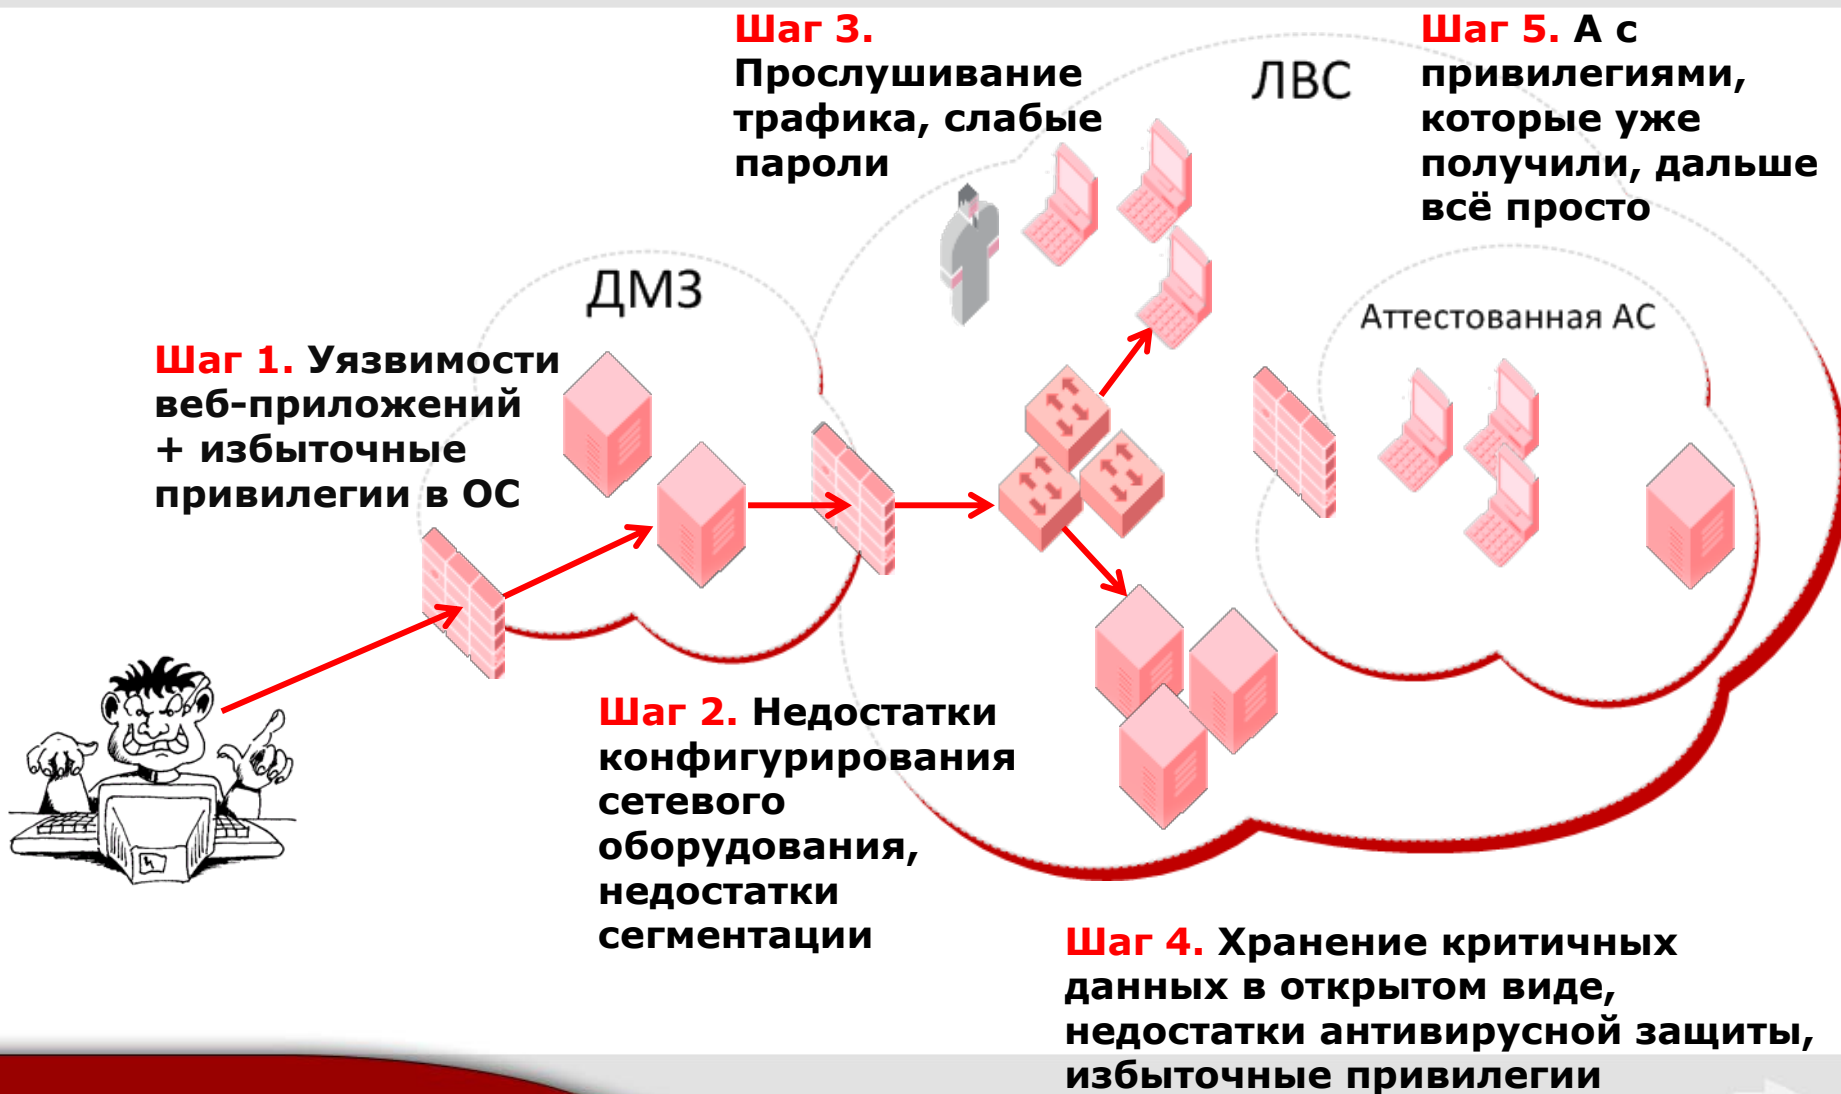 Шаг 3.
Прослушивание
трафика, слабые
пароли
ЛВС
Шаг 5. А с
привилегиями,
которые уже
получили, дальше
всё просто
ДМЗ
Аттестованная АС
Шаг 1. Уязвимости
веб-приложений
+ избыточные
привилегии в ОС
Шаг 2. Недостатки
конфигурирования
сетевого
оборудования,
недостатки
сегментации
Шаг 4. Хранение критичных
данных в открытом виде,
недостатки антивирусной защиты,
избыточные привилегии